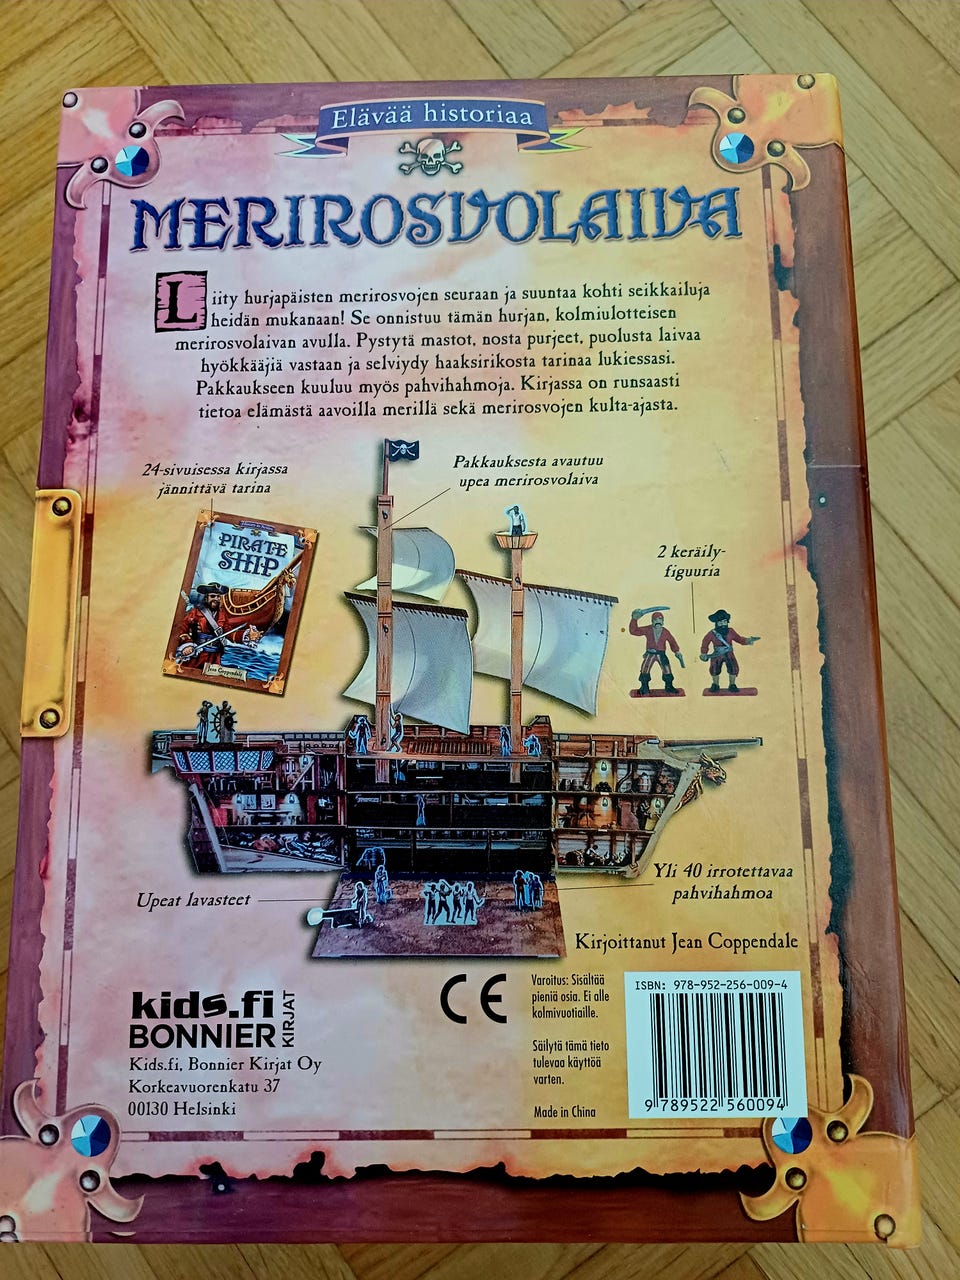 Elävää historiaa
MERIROSVOLAIVA
Liity hurjapäisten merirosvojen seuraan ja suuntaa kohti seikkailuja
heidän mukanaan! Se onnistuu tämän hurjan, kolmiulotteisen
merirosvolaivan avulla. Pystytä mastot, nosta purjeet, puolusta laivaa
hyökkääjiä vastaan ja selviydy haaksirikosta tarinaa lukiessasi.
Pakkaukseen kuuluu myös pahvihahmoja. Kirjassa on runsaasti
tietoa elämästä aavoilla merillä sekä merirosvojen kulta-ajasta.
24-sivuisessa kirjassa
jännittävä tarina
Pakkauksesta avautuu
upea merirosvolaiva
PIRATE
SHIP
Jean Coppendale
2 keräily-
figuuria
Upeat lavasteet
Yli 40 irrotettavaa
pahvihahmoa
Kirjoittanut Jean Coppendale
kids.fi
BONNIER
KIRJAT
Kids.fi, Bonnier Kirjat Oy
Korkeavuorenkatu 37
00130 Helsinki
CE
Varoitus: Sisältää
pieniä osia. Ei alle
kolmivuotiaille.
Säilytä tämä tieto
tulevaa käyttöä
varten.
Made in China
ISBN: 978-952-256-009-4
9 789522 560094